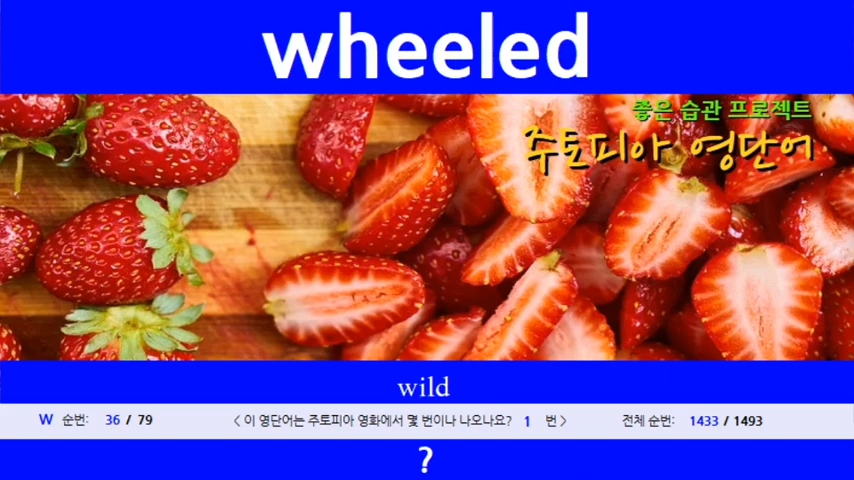 wheeled
좋은 습관 프로젝트
주토피아 영단어
wild
W 순번: 36 / 79 < 이 영단어는 주토피아 영화에서 몇 번이나 나오나요? 1 번 > 전체 순번: 1433 / 1493
?